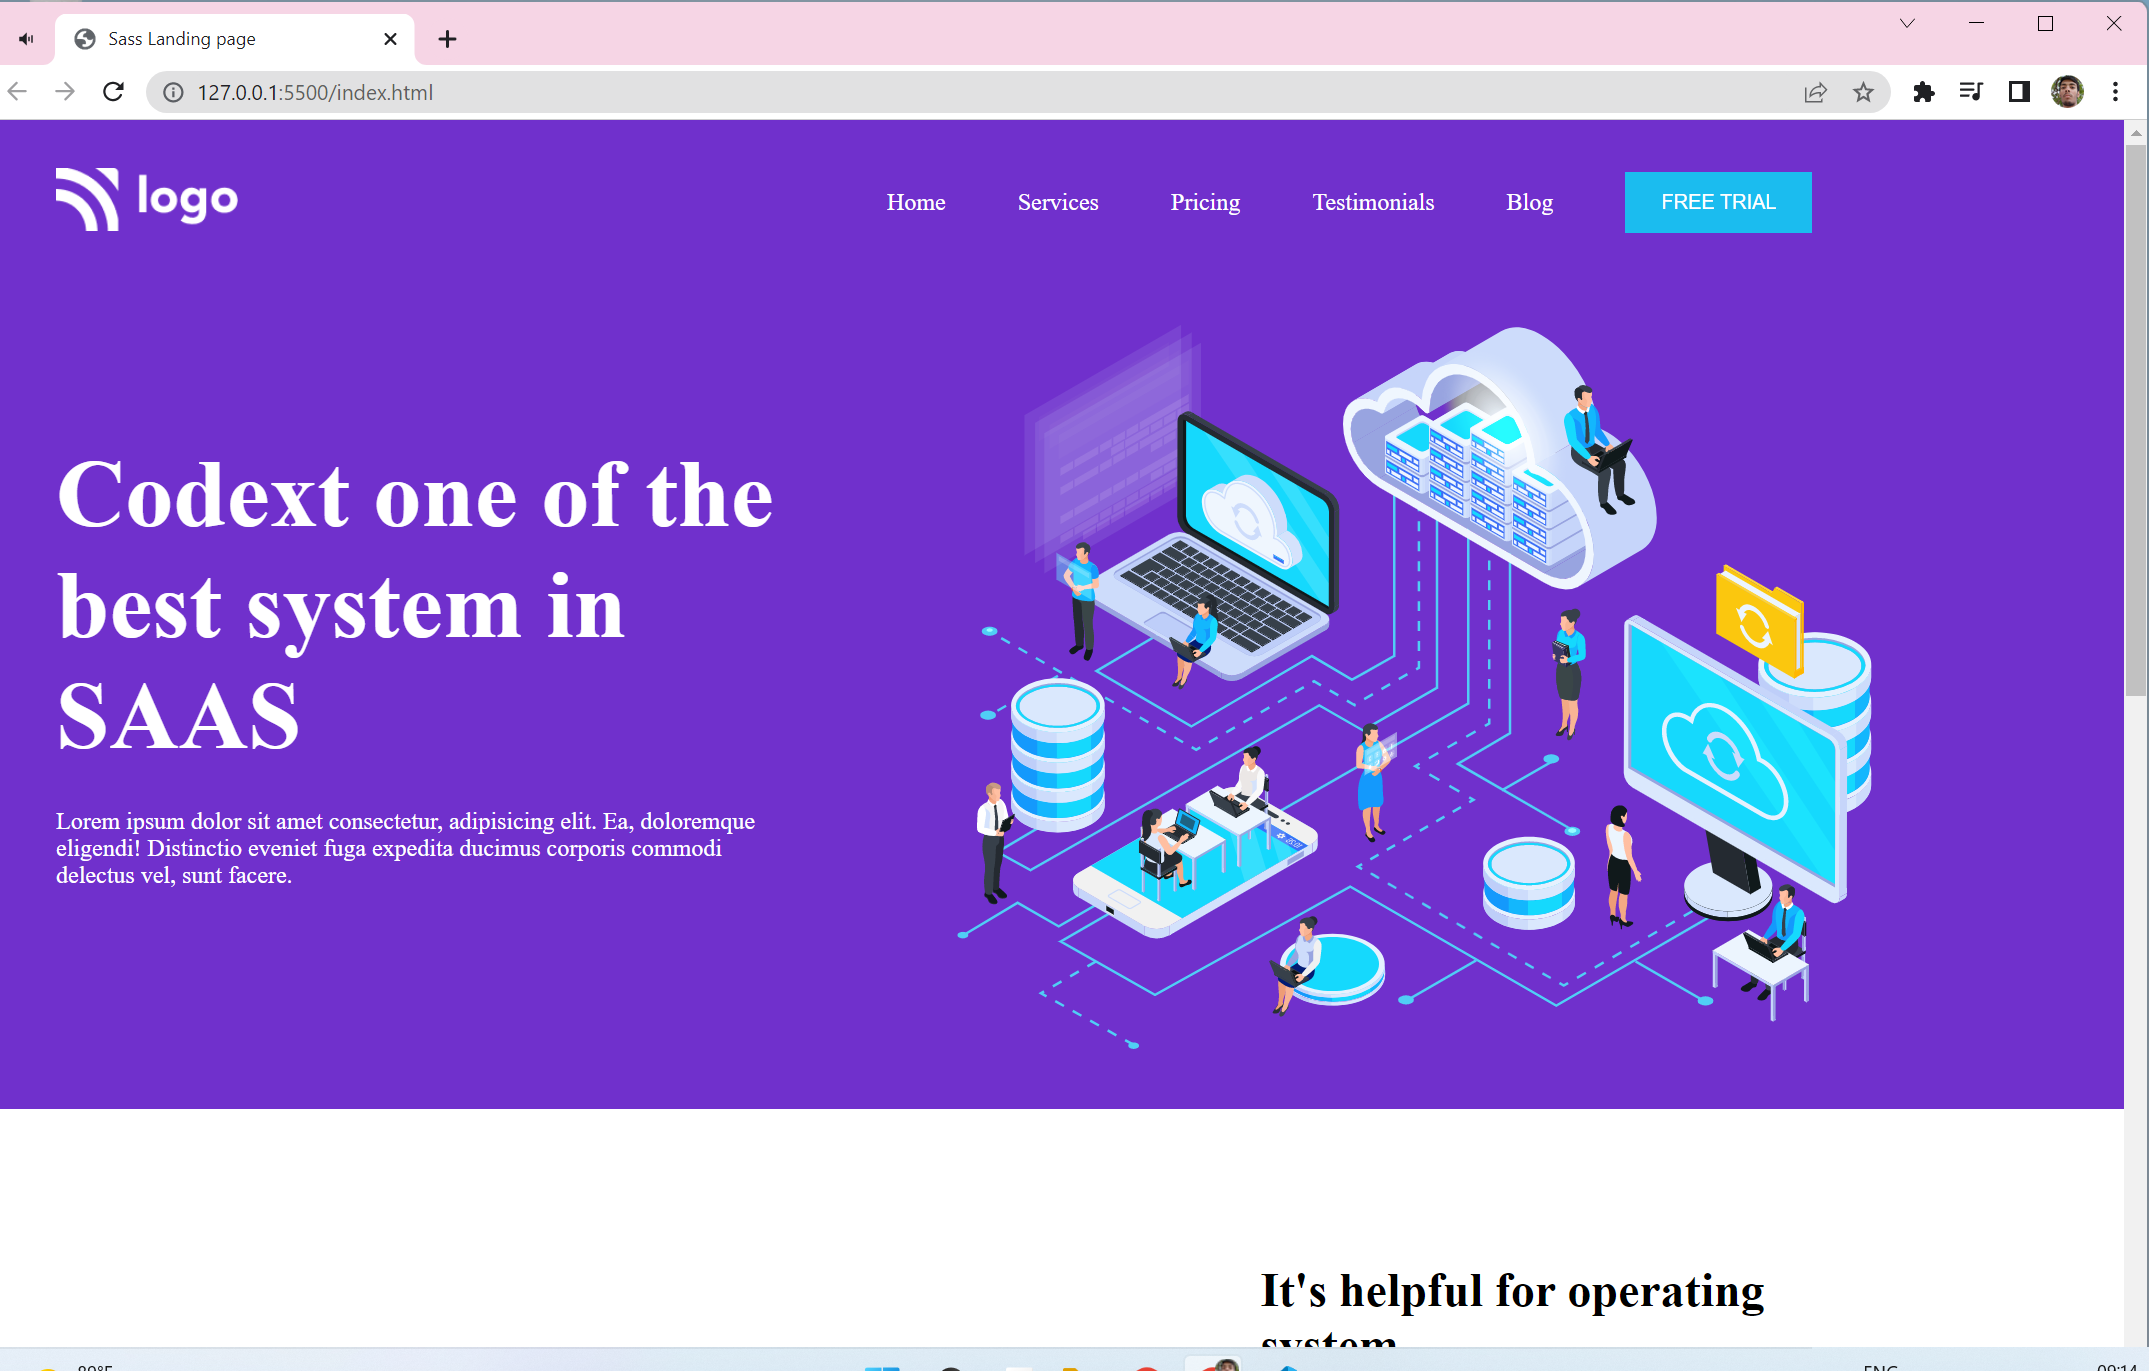 Sass Landing page
127.0.0.1:5500/index.html
logo
Home Services Pricing Testimonials Blog FREE TRIAL
Codext one of the
best system in
SAAS
Lorem ipsum dolor sit amet consectetur, adipisicing elit. Ea, doloremque
eligendi! Distinctio eveniet fuga expedita ducimus corporis commodi
delectus vel, sunt facere.
It's helpful for operating
system